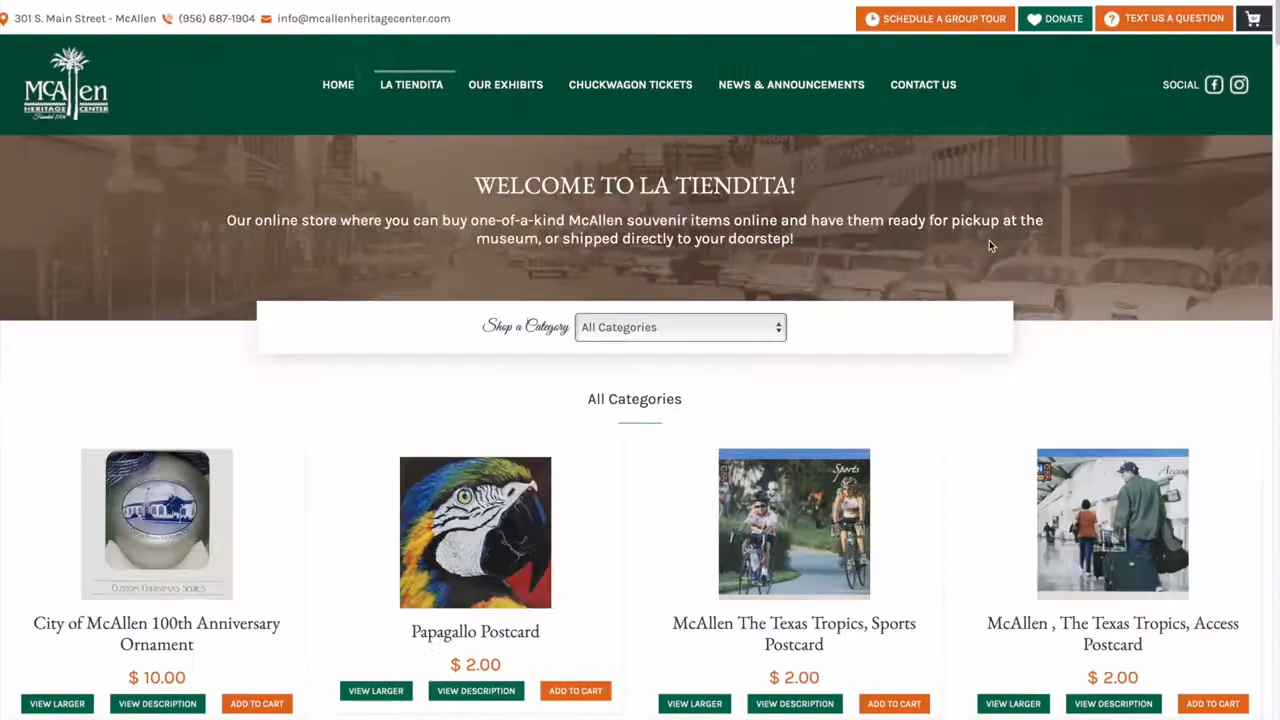 301 S. Main Street - McAllen (956) 687-1904 info@mcallenheritagecenter.com
SCHEDULE A GROUP TOUR DONATE TEXT US A QUESTION
McAllen
HERITAGE CENTER
HOME LA TIENDITA OUR EXHIBITS CHUCKWAGON TICKETS NEWS & ANNOUNCEMENTS CONTACT US SOCIAL
WELCOME TO LA TIENDITA!
Our online store where you can buy one-of-a-kind McAllen souvenir items online and have them ready for pickup at the
museum, or shipped directly to your doorstep!
Shop a Category All Categories
All Categories
Sports
Access
CUSTOM CHRISTMAS SERIES
City of McAllen 100th Anniversary
Ornament
$ 10.00
VIEW LARGER VIEW DESCRIPTION ADD TO CART
Papagallo Postcard
$ 2.00
VIEW LARGER VIEW DESCRIPTION ADD TO CART
McAllen The Texas Tropics, Sports
Postcard
$ 2.00
VIEW LARGER VIEW DESCRIPTION ADD TO CART
McAllen , The Texas Tropics, Access
Postcard
$ 2.00
VIEW LARGER VIEW DESCRIPTION ADD TO CART